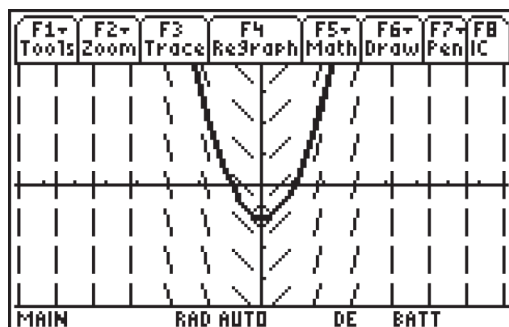 F1▾ F2▾ F3 F4 F5▾ F6▾ F7▾ F8
Tools Zoom Trace ReGraph Math Draw Pen IC
MAIN RAD AUTO DE BATT